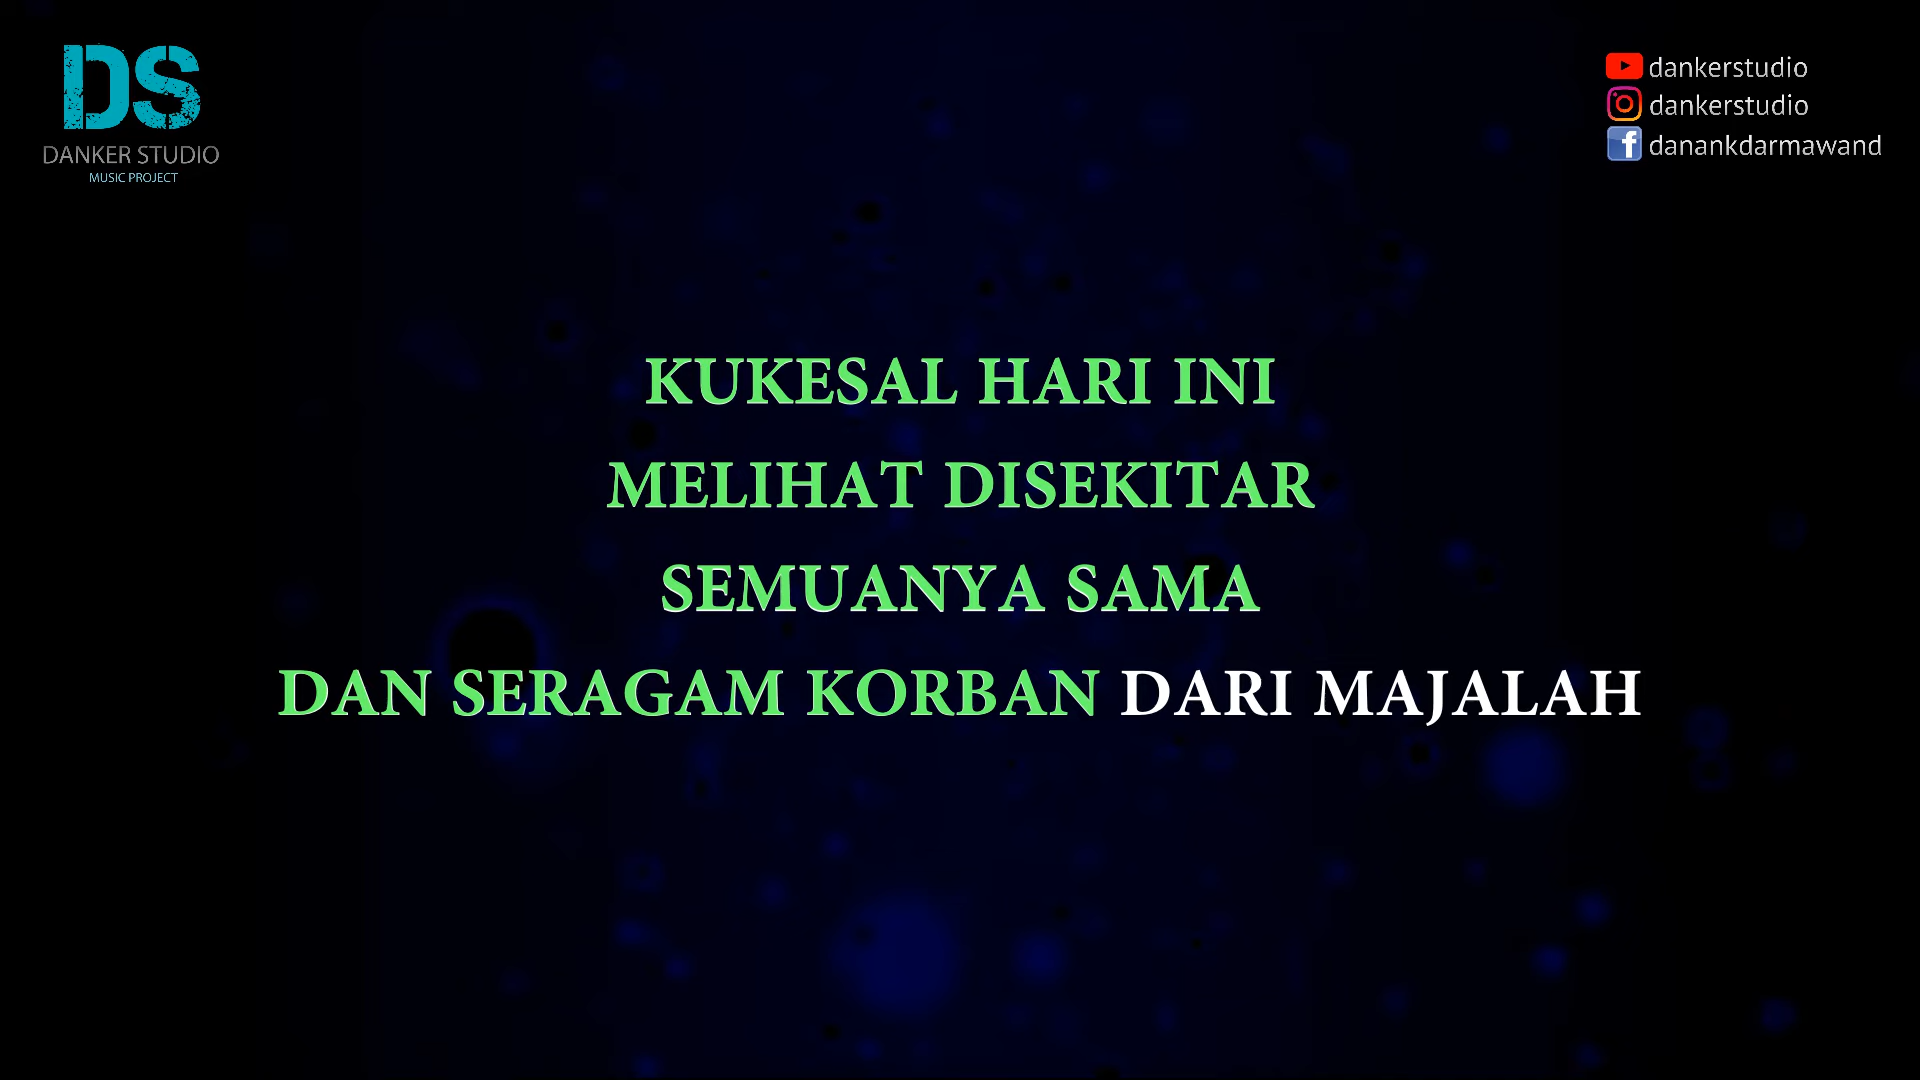 DS
DANKER STUDIO
MUSIC PROJECT
dankerstudio
dankerstudio
danankdarmawand
KUKESAL HARI INI
MELIHAT DISEKITAR
SEMUANYA SAMA
DAN SERAGAM KORBAN DARI MAJALAH